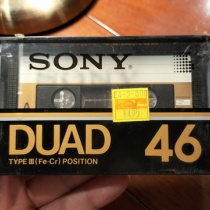 SONY
DUAD 46
TYPE III (Fe-Cr) POSITION